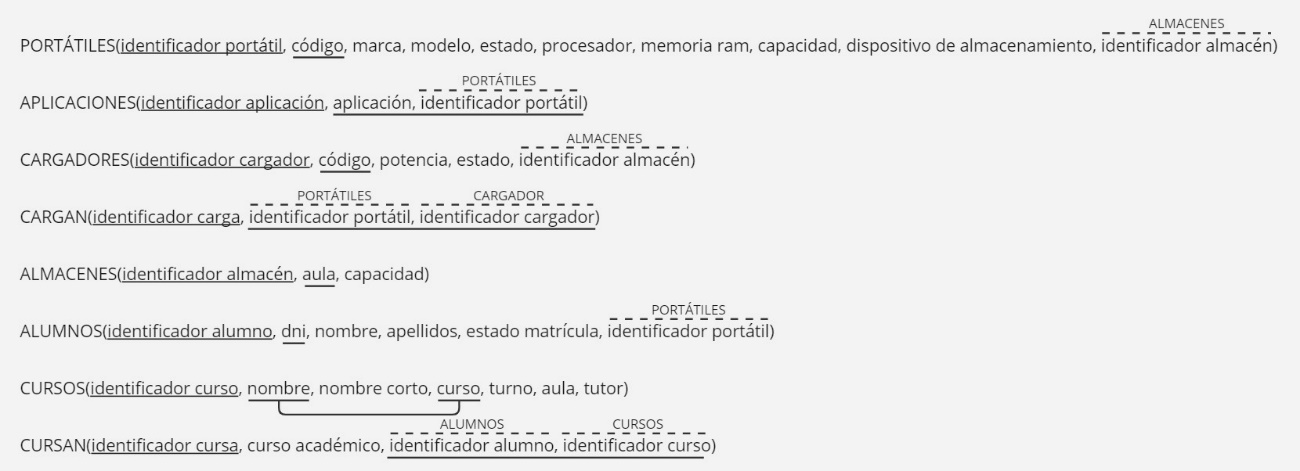 ALMACENES
PORTÁTILES(identificador portátil, código, marca, modelo, estado, procesador, memoria ram, capacidad, dispositivo de almacenamiento, identificador almacén)
PORTÁTILES
APLICACIONES(identificador aplicación, aplicación, identificador portátil)
ALMACENES
CARGADORES(identificador cargador, código, potencia, estado, identificador almacén)
PORTÁTILES CARGADOR
CARGAN(identificador carga, identificador portátil, identificador cargador)
ALMACENES(identificador almacén, aula, capacidad)
PORTÁTILES
ALUMNOS(identificador alumno, dni, nombre, apellidos, estado matrícula, identificador portátil)
CURSOS(identificador curso, nombre, nombre corto, curso, turno, aula, tutor)
ALUMNOS CURSOS
CURSAN(identificador cursa, curso académico, identificador alumno, identificador curso)